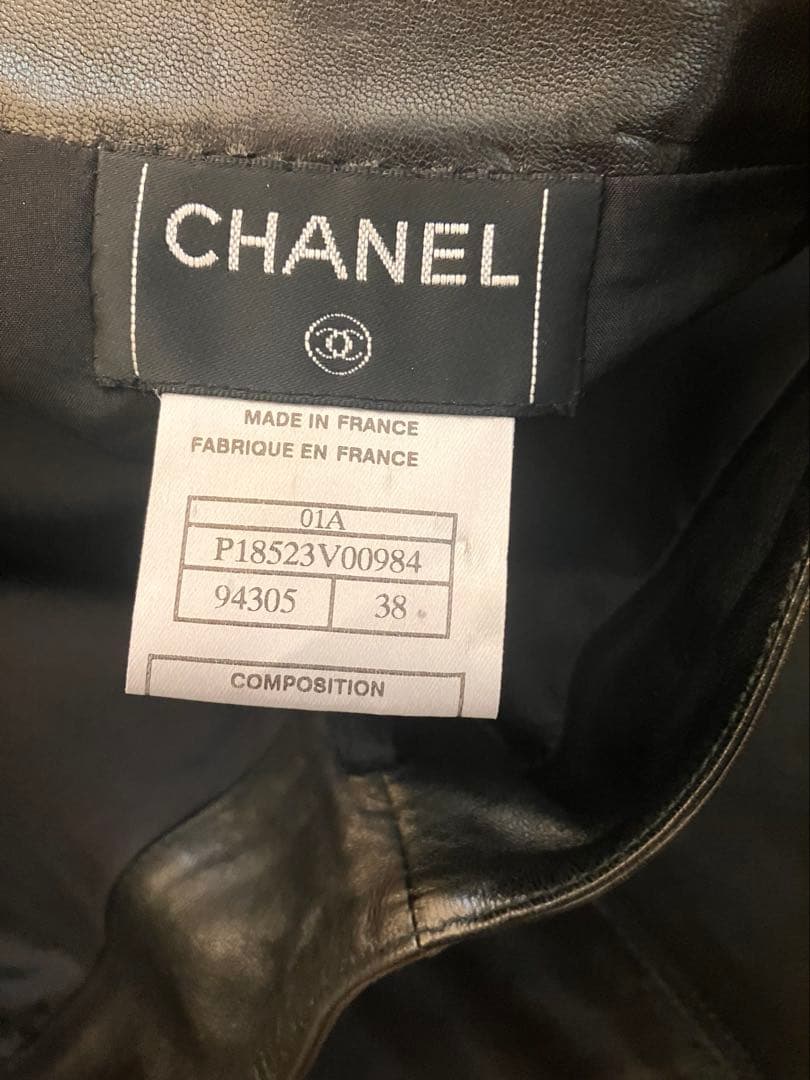 CHANEL
MADE IN FRANCE
FABRIQUE EN FRANCE
01A
P18523V00984
94305 38
COMPOSITION